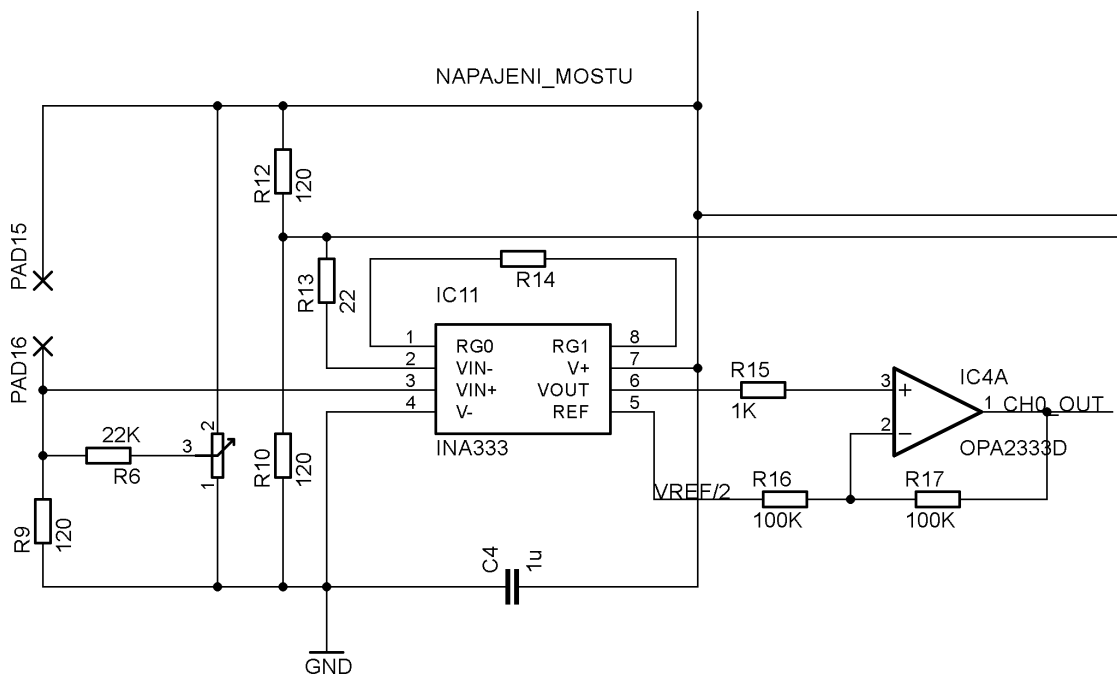 NAPAJENI_MOSTU
R12
120
PAD15
R13
22
R14
IC11
PAD16
1
RG0
RG1
8
2
VIN-
V+
7
3
VIN+
VOUT
6
4
V-
REF
5
INA333
R15
1K
3
+
IC4A
1
CH0_OUT
2
−
OPA2333D
22K
R6
3
2
1
R10
120
VREF/2
R16
100K
R17
100K
R9
120
C4
1u
GND